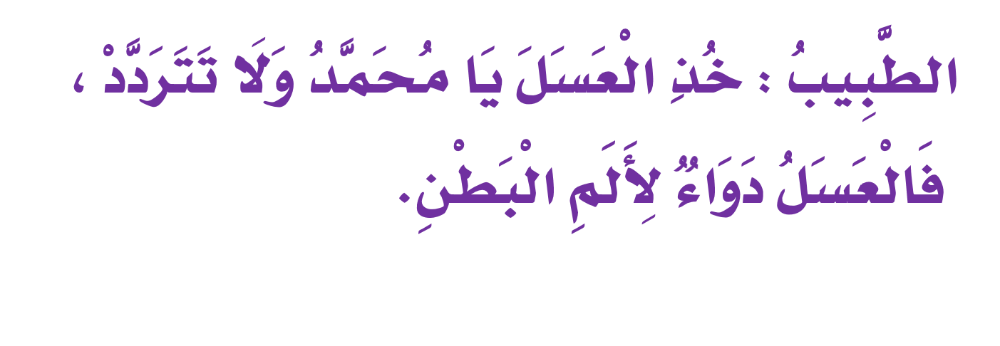 الطَّبِيبُ : خُذِ الْعَسَلَ يَا مُحَمَّدُ وَلَا تَتَرَدَّدْ ،
فَالْعَسَلُ دَوَاءٌ لِأَلَمِ الْبَطْنِ.